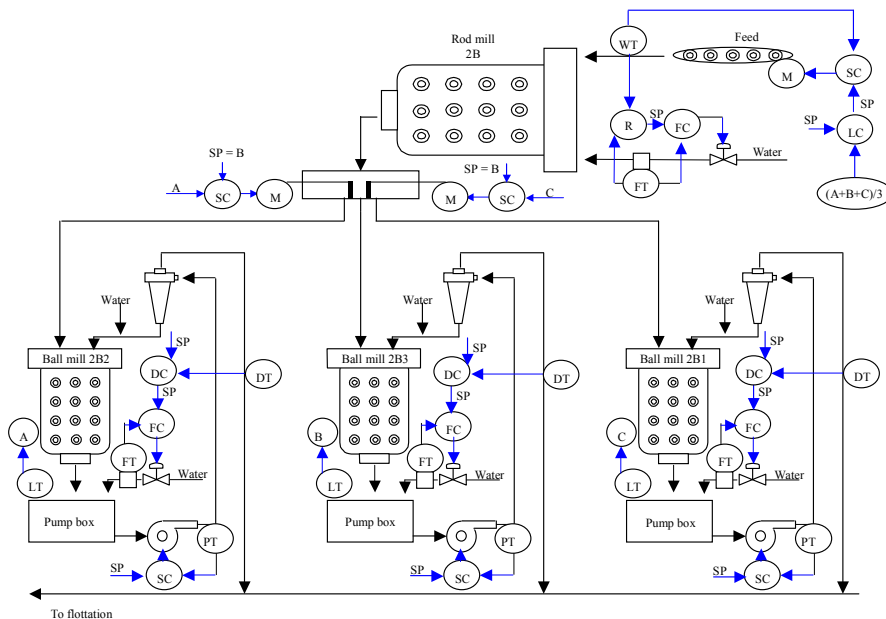 Rod mill
2B
WT
Feed
M
SC
SP
R
SP
FC
SP
LC
Water
FT
(A+B+C)/3
SP = B
A
SC
M
SP = B
M
SC
C
Water
SP
Ball mill 2B2
DC
DT
SP
A
FC
FT
Water
LT
Pump box
PT
SP
SC
Water
SP
Ball mill 2B3
DC
DT
SP
B
FC
FT
Water
LT
Pump box
PT
SP
SC
Water
SP
Ball mill 2B1
DC
DT
SP
C
FC
FT
Water
LT
Pump box
PT
SP
SC
To flottation